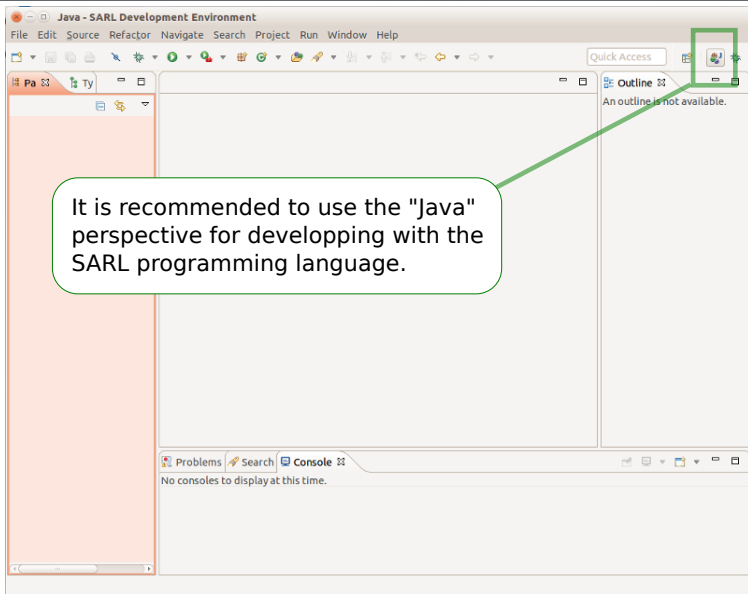 Java - SARL Development Environment
File Edit Source Refactor Navigate Search Project Run Window Help
Quick Access
Pa Ty
Outline
An outline is not available.
It is recommended to use the "Java"
perspective for developping with the
SARL programming language.
Problems Search Console
No consoles to display at this time.